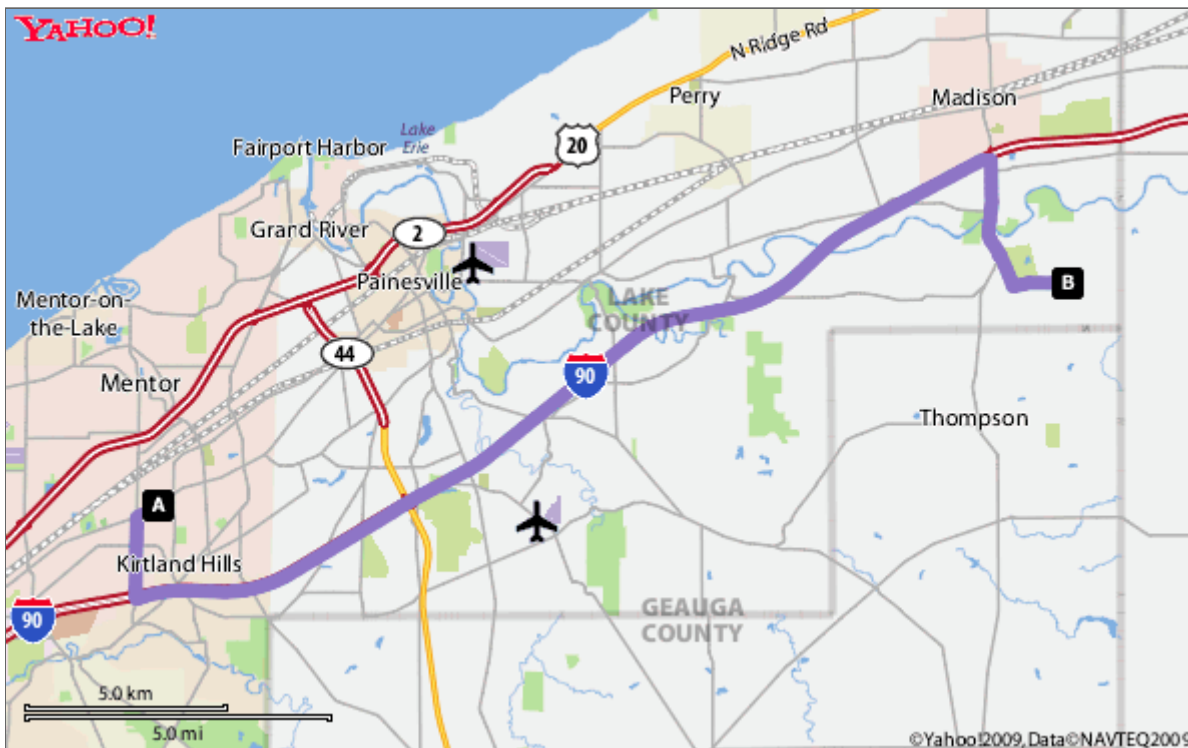 YAHOO!
N Ridge Rd
Perry
Madison
Lake
Erie
Fairport Harbor
20
Grand River
2
Painesville
B
LAKE
COUNTY
Mentor-on-
the-Lake
44
90
Mentor
Thompson
A
Kirtland Hills
90
GEAUGA
COUNTY
5.0 km
5.0 mi
©Yahoo!2009, Data©NAVTEQ2009